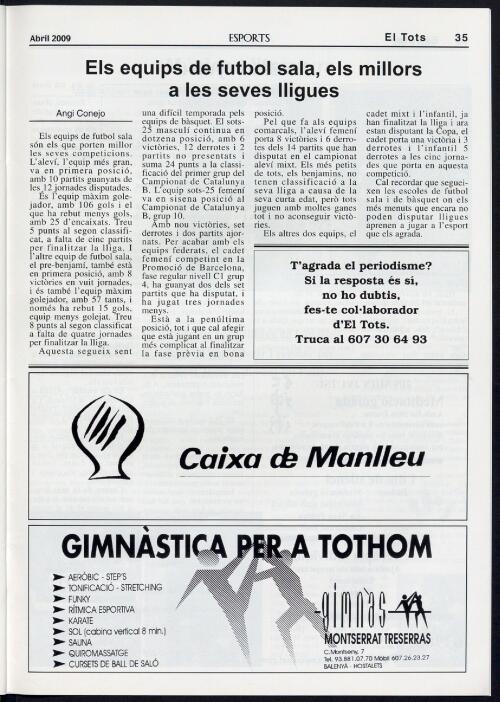 Abril 2009
ESPORTS
El Tots 35
Els equips de futbol sala, els millors
a les seves lligues
Angi Conejo
Els equips de futbol sala
són els que porten millor
les seves competicions.
L'aleví, l'equip més gran,
va en primera posició,
amb 10 partits guanyats de
les 12 jornades disputades.
És l'equip màxim gole-
jador, amb 106 gols i el
que ha rebut menys gols,
amb 25 d'encaixats. Treu
5 punts al segon classifi-
cat, a falta de cinc partits
per finalitzar la lliga. I
l'altre equip de futbol sala,
el pre-benjamí, també està
en primera posició, amb 8
victòries en vuit jornades,
i és també l'equip màxim
golejador, amb 57 tants, i
només ha rebut 15 gols,
equip menys golejat. Treu
8 punts al segon classificat
a falta de quatre jornades
per finalitzar la lliga.
Aquesta segueix sent
una difícil temporada pels
equips de bàsquet. El sots-
25 masculí continua en
dotzena posició, amb 6
victòries, 12 derrotes i 2
partits no presentats i
suma 24 punts a la classi-
ficació del primer grup del
Campionat de Catalunya
B. L'equip sots-25 femení
va en sisena posició al
Campionat de Catalunya
B, grup 10.
Amb nou victòries, set
derrotes i dos partits ajor-
nats. Per acabar amb els
equips federats, el cadet
femení competint en la
Promoció de Barcelona,
fase regular nivell C1 grup
4, ha guanyat dos dels set
partits que ha disputat, i
ha jugat tres jornades
menys.
Està a la penúltima
posició, tot i que cal afegir
que està jugant en un grup
més complicat al finalitzar
la fase prèvia en bona
posició.
Pel que fa als equips
comarcals, l'aleví femení
porta 8 victòries i 6 derro-
tes dels 14 partits que han
disputat en el campionat
aleví mixt. Els més petits
de tots, els benjamins, no
tenen classificació a la
seva lliga a causa de la
seva curta edat, però tots
juguen amb moltes ganes
tot i no aconseguir victò-
ries.
Els altres dos equips, el
cadet mixt i l'infantil, ja
han finalitzat la lliga i ara
estan disputant la Copa, el
cadet porta una victòria i 3
derrotes i l'infantil 5
derrotes a les cinc jorna-
des que porta en aquesta
competició.
Cal recordar queseguei-
xen les escoles de futbol
sala i de bàsquet on els
més menuts que encara no
poden disputar lligues
aprenen a jugar a l'esport
que els agrada.
T'agrada el periodisme?
Si la resposta és sí,
no ho dubtis,
fes-te col·laborador
d'El Tots.
Truca al 607 30 64 93
Caixa de Manlleu
GIMNÀSTICA PER A TOTHOM
AERÒBIC - STEP'S
TONIFICACIÓ - STRETCHING
FUNKY
RÍTMICA ESPORTIVA
KARATE
SOL (cabina vertical 8 min.)
SAUNA
QUIROMASSATGE
CURSETS DE BALL DE SALÓ
gimnàs
MONTSERRAT TRESERRAS
C.Montseny, 7
Tel. 93.881.07.70 Mòbil 607.26.23.27
BALENYÀ - HOSTALETS